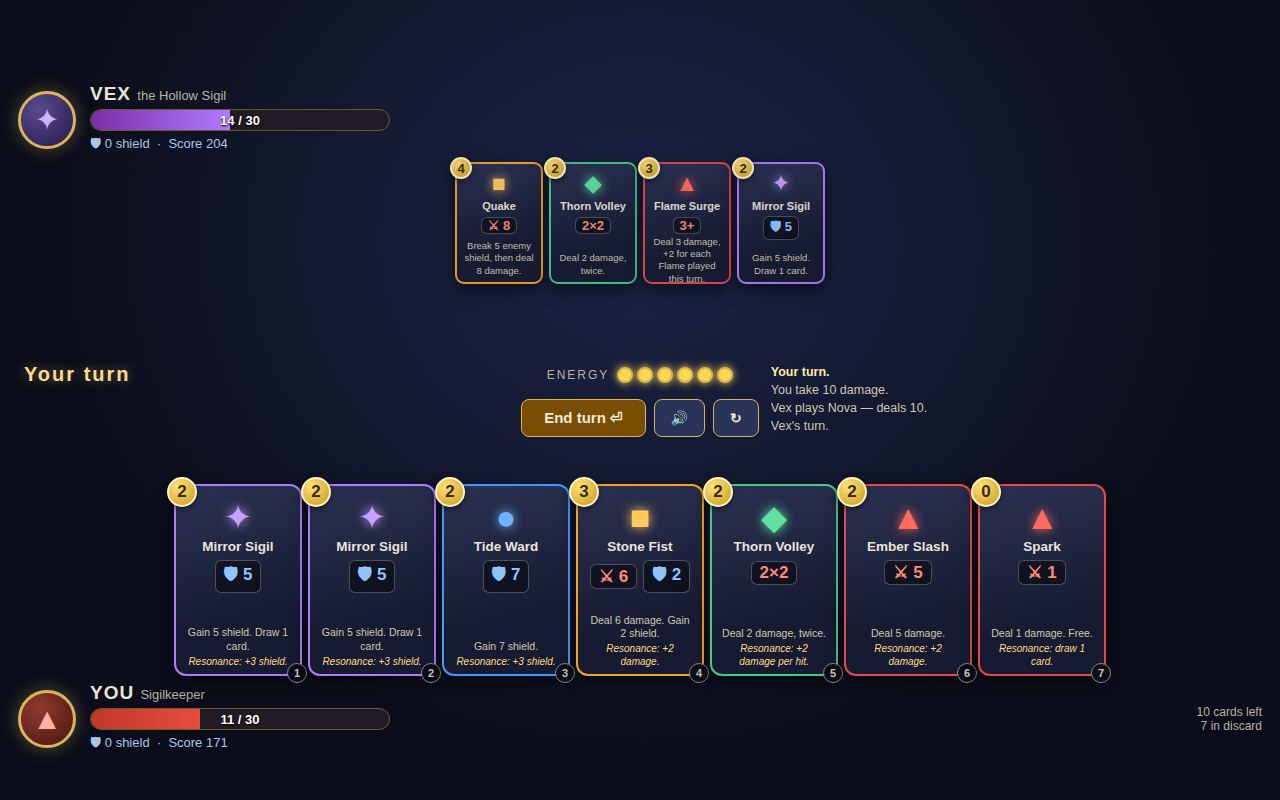 VEX the Hollow Sigil
14 / 30
0 shield · Score 204
4
Quake
8
Break 5 enemy
shield, then deal
8 damage.
2
Thorn Volley
2×2
Deal 2 damage,
twice.
3
Flame Surge
3+
Deal 3 damage,
+2 for each
Flame played
this turn.
2
Mirror Sigil
5
Gain 5 shield.
Draw 1 card.
Your turn
ENERGY
End turn ⏎
Your turn.
You take 10 damage.
Vex plays Nova — deals 10.
Vex's turn.
2
Mirror Sigil
5
Gain 5 shield. Draw 1
card.
Resonance: +3 shield.
1
2
Mirror Sigil
5
Gain 5 shield. Draw 1
card.
Resonance: +3 shield.
2
2
Tide Ward
7
Gain 7 shield.
Resonance: +3 shield.
3
3
Stone Fist
6
2
Deal 6 damage. Gain
2 shield.
Resonance: +2
damage.
4
2
Thorn Volley
2×2
Deal 2 damage, twice.
Resonance: +2
damage per hit.
5
2
Ember Slash
5
Deal 5 damage.
Resonance: +2
damage.
6
0
Spark
1
Deal 1 damage. Free.
Resonance: draw 1
card.
7
YOU Sigilkeeper
11 / 30
0 shield · Score 171
10 cards left
7 in discard